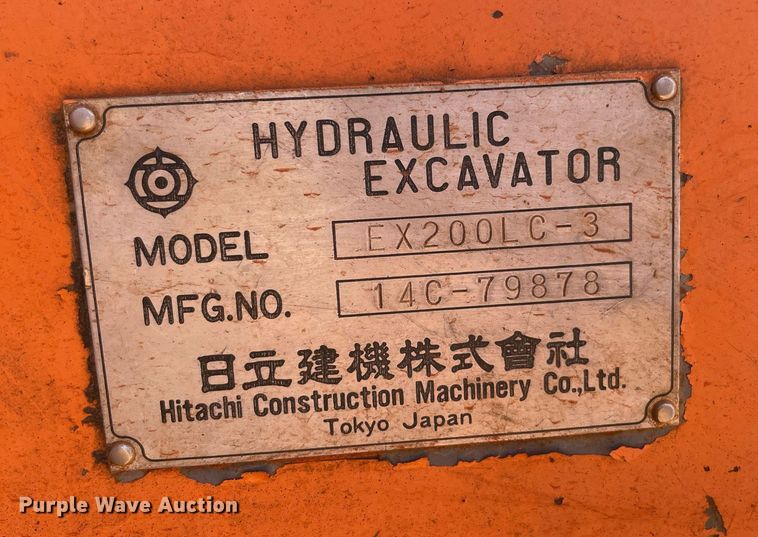 HYDRAULIC
EXCAVATOR
MODEL EX200LC-3
MFG.NO. 14C-79878
日立建機株式會社
Hitachi Construction Machinery Co.,Ltd.
Tokyo Japan
Purple Wave Auction